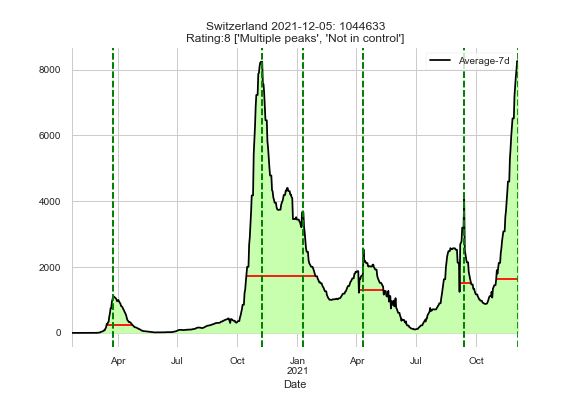 Switzerland 2021-12-05: 1044633
Rating:8 ['Multiple peaks', 'Not in control']
Average-7d
8000
6000
4000
2000
0
Apr Jul Oct Jan Apr Jul Oct
2021
Date